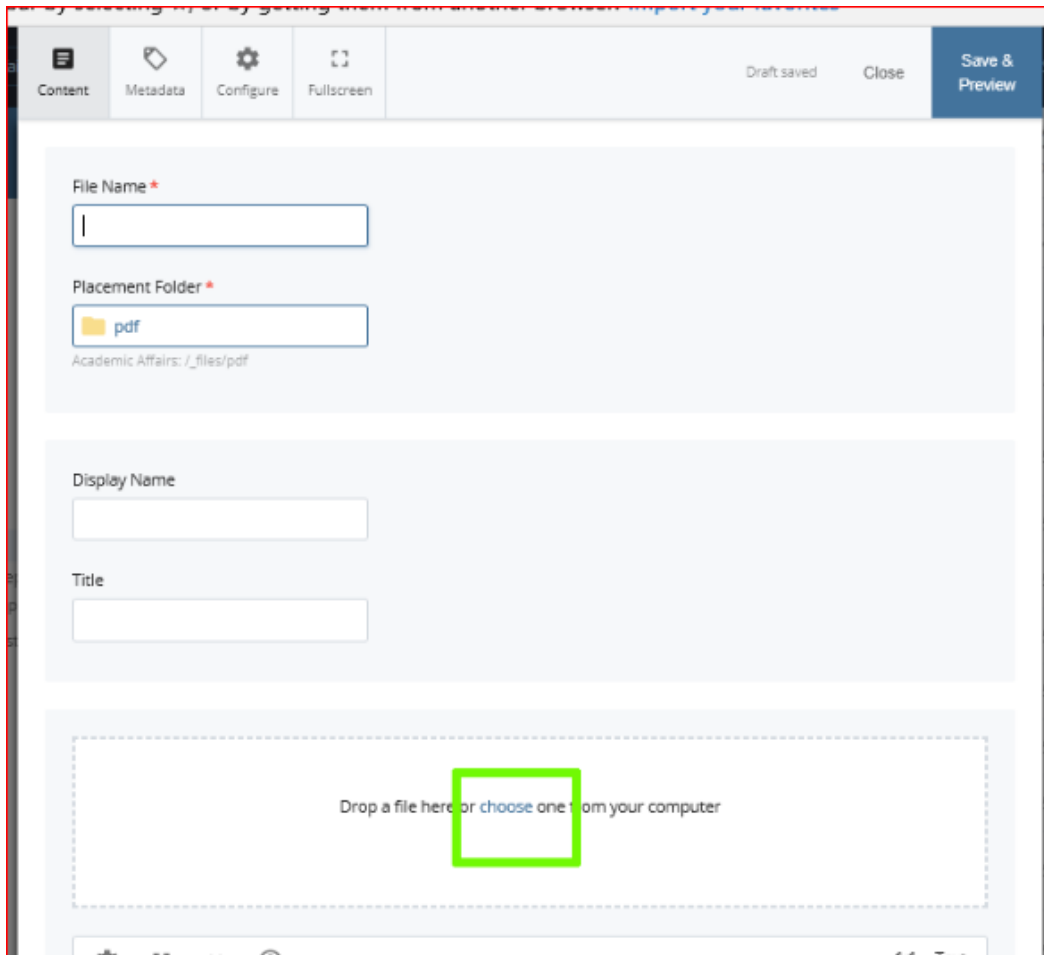 Content
Metadata
Configure
Fullscreen
Draft saved
Close
Save &
Preview
File Name *
Placement Folder *
pdf
Academic Affairs: /_files/pdf
Display Name
Title
Drop a file here or choose one from your computer